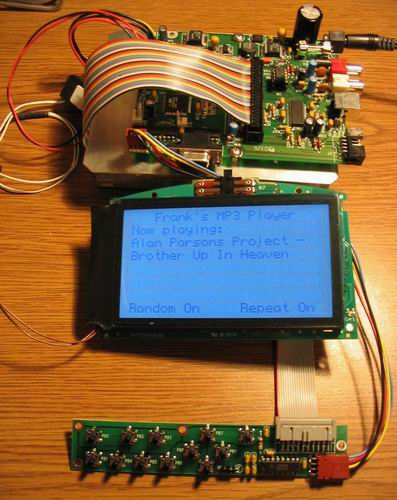 Frank's MP3 Player
Now playing:
Alan Parsons Project -
Brother Up In Heaven
Random On Repeat On